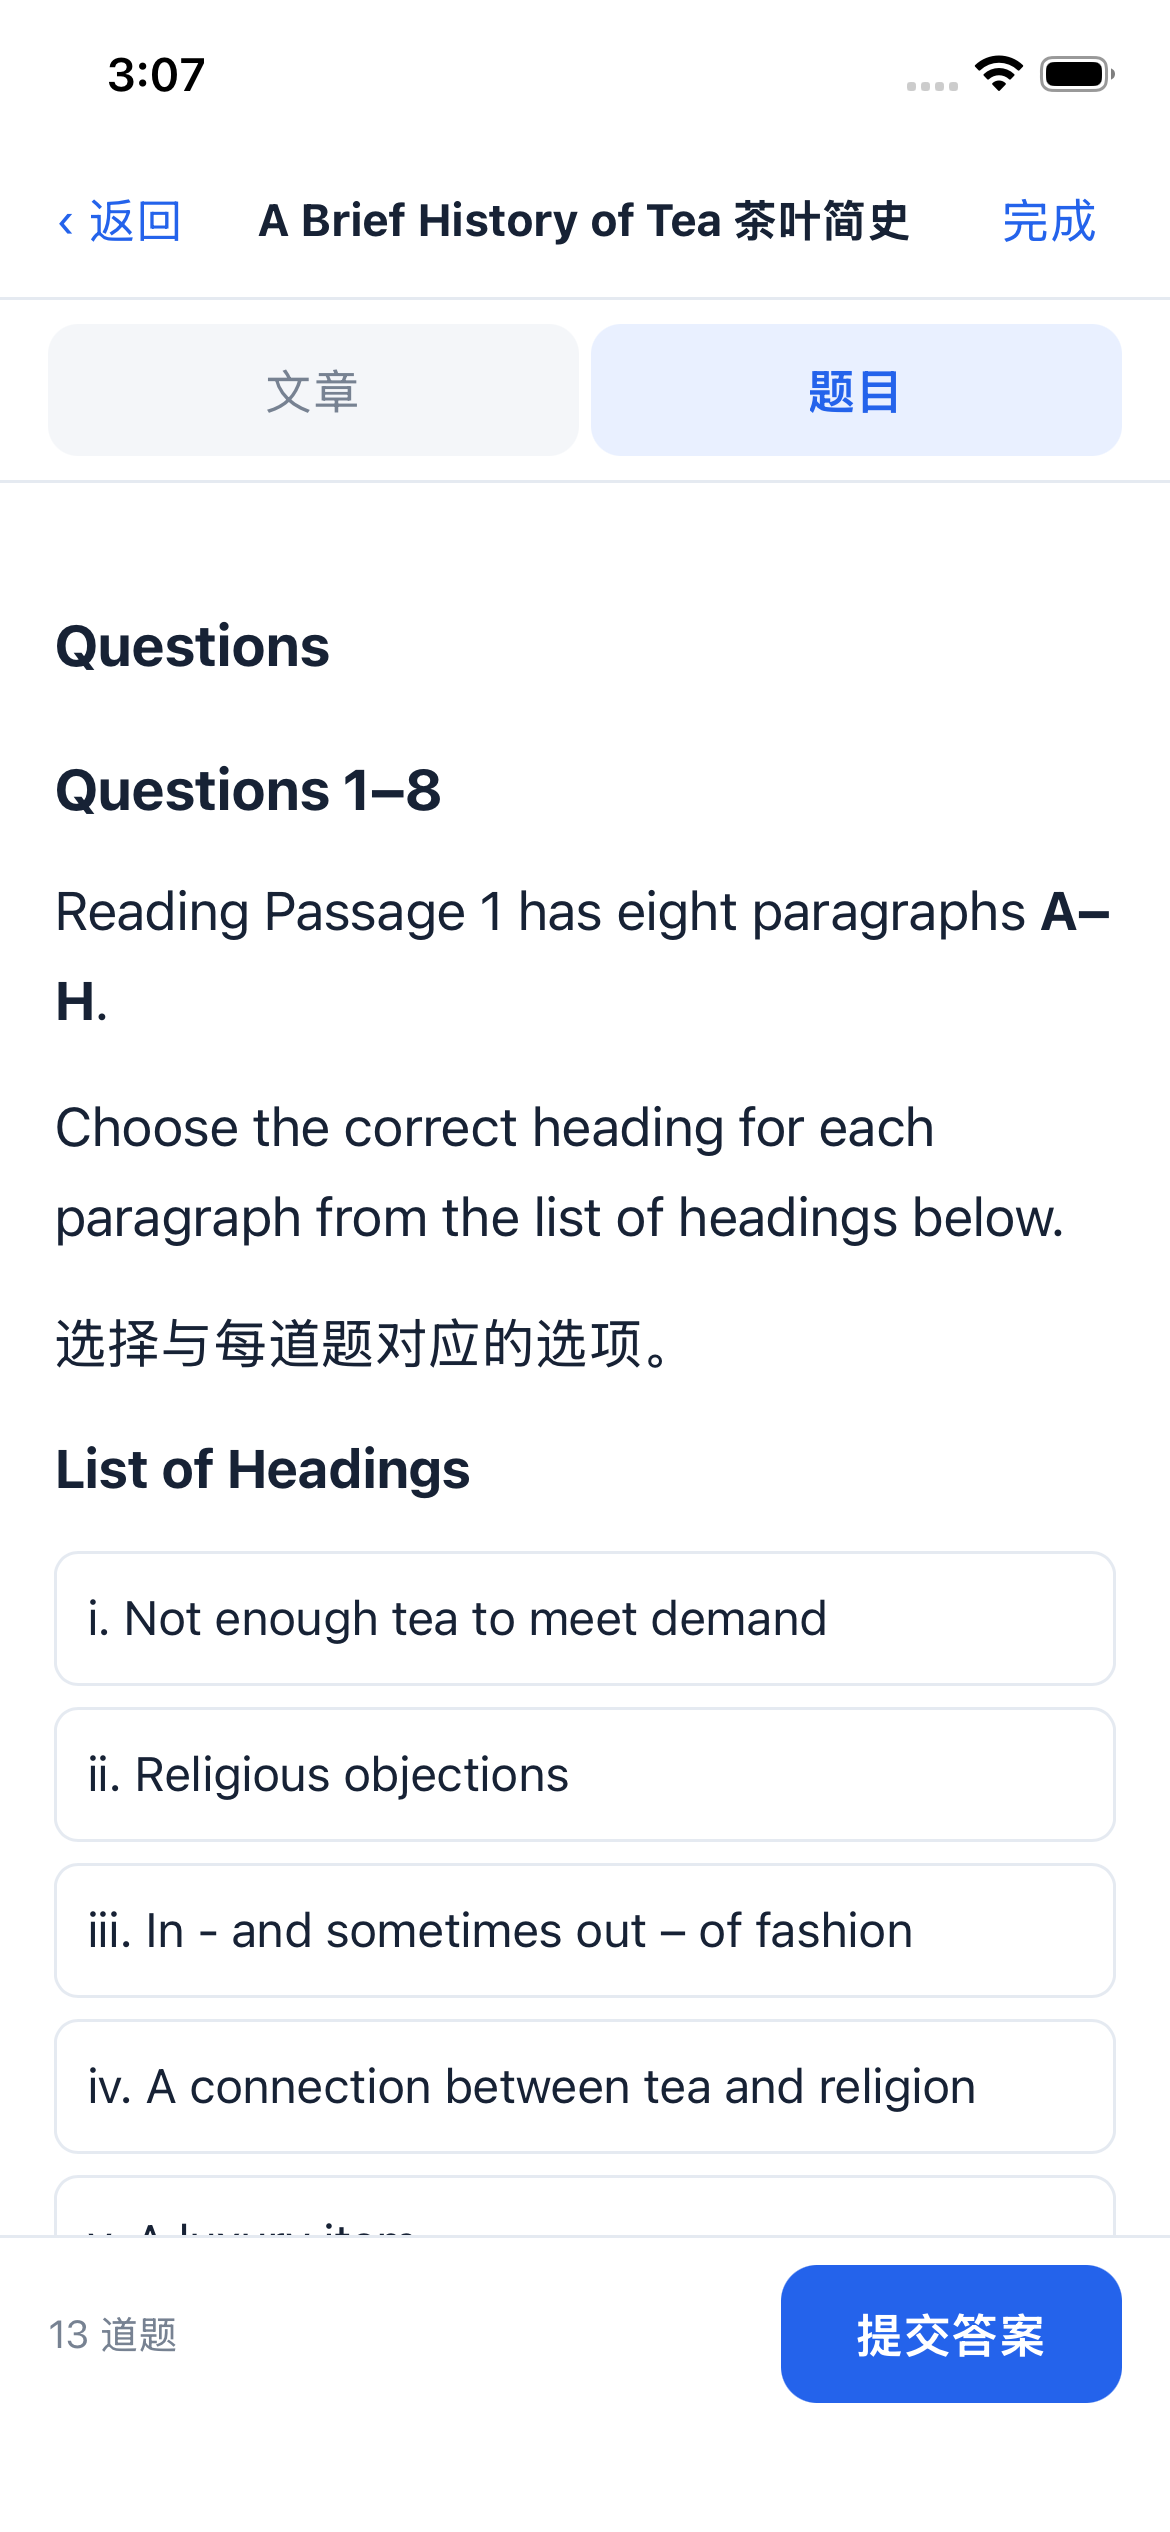 3:07
‹ 返回
A Brief History of Tea 茶叶简史
完成
文章
题目
Questions
Questions 1–8
Reading Passage 1 has eight paragraphs A–
H.
Choose the correct heading for each
paragraph from the list of headings below.
选择与每道题对应的选项。
List of Headings
i. Not enough tea to meet demand
ii. Religious objections
iii. In - and sometimes out – of fashion
iv. A connection between tea and religion
v. A luxury item
13 道题
提交答案